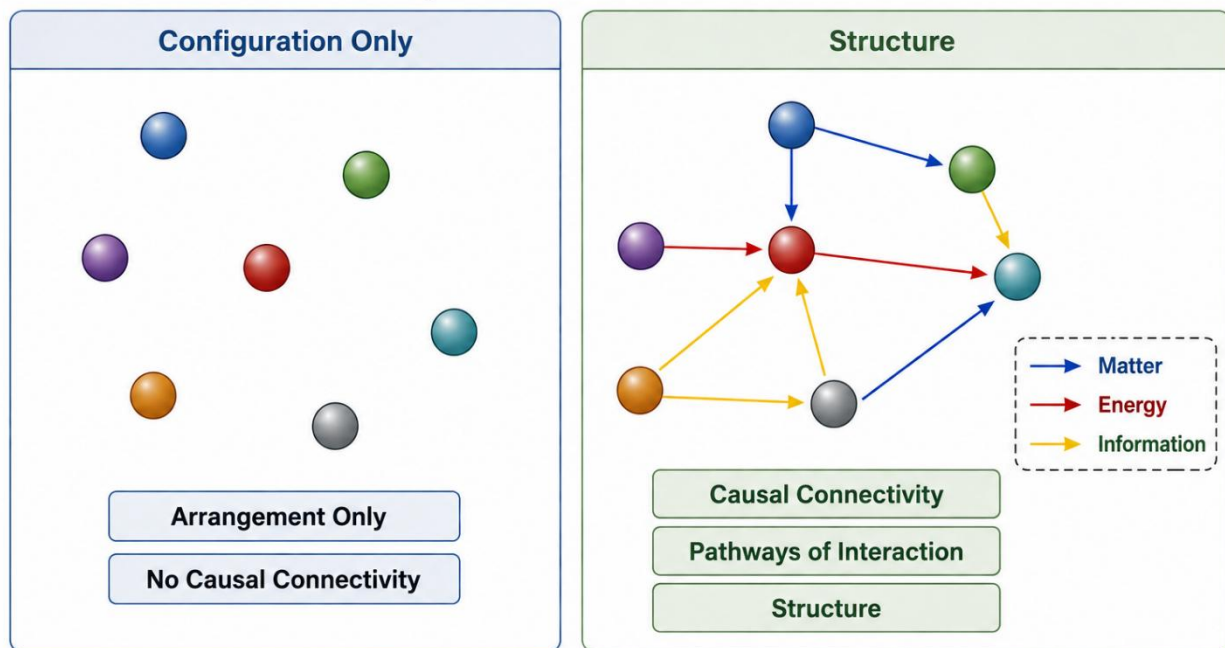 Configuration Only
Arrangement Only
No Causal Connectivity
Structure
Matter
Energy
Information
Causal Connectivity
Pathways of Interaction
Structure